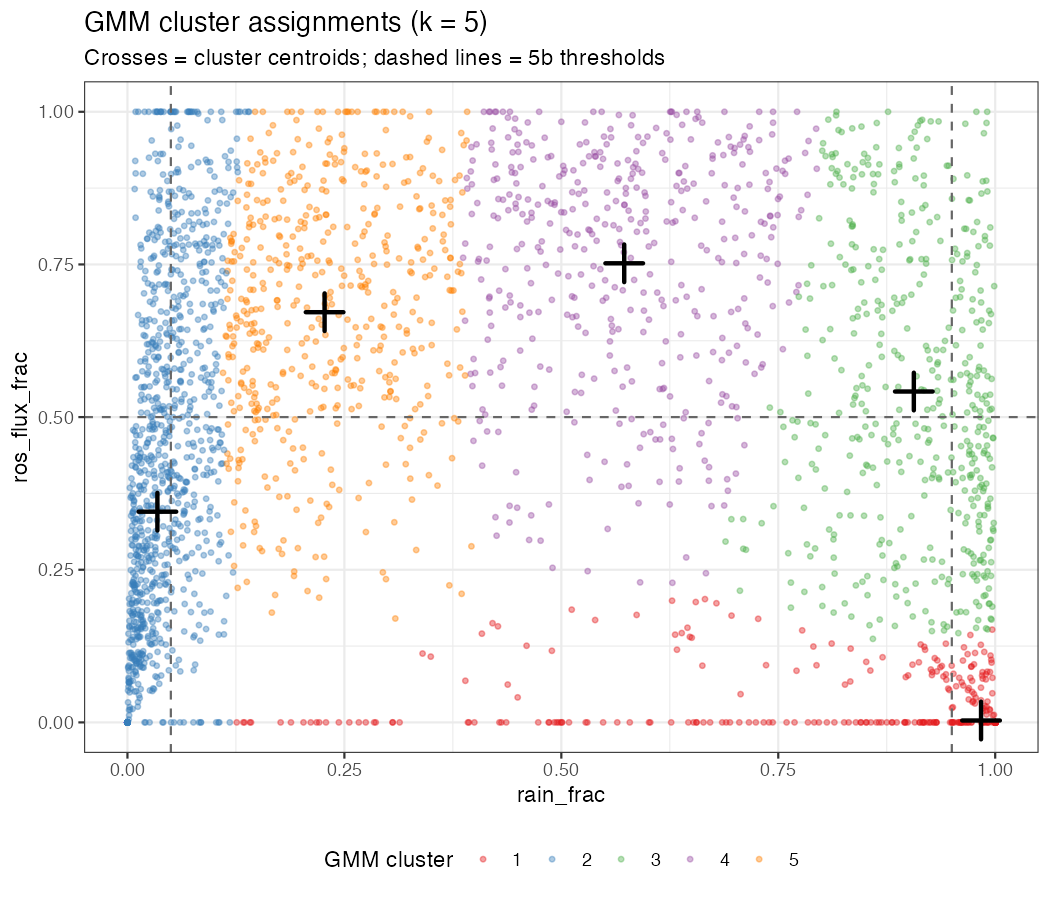 GMM cluster assignments (k = 5)
Crosses = cluster centroids; dashed lines = 5b thresholds
1.00
0.75
0.50
0.25
0.00
ros_flux_frac
0.00 0.25 0.50 0.75 1.00
rain_frac
GMM cluster 1 2 3 4 5